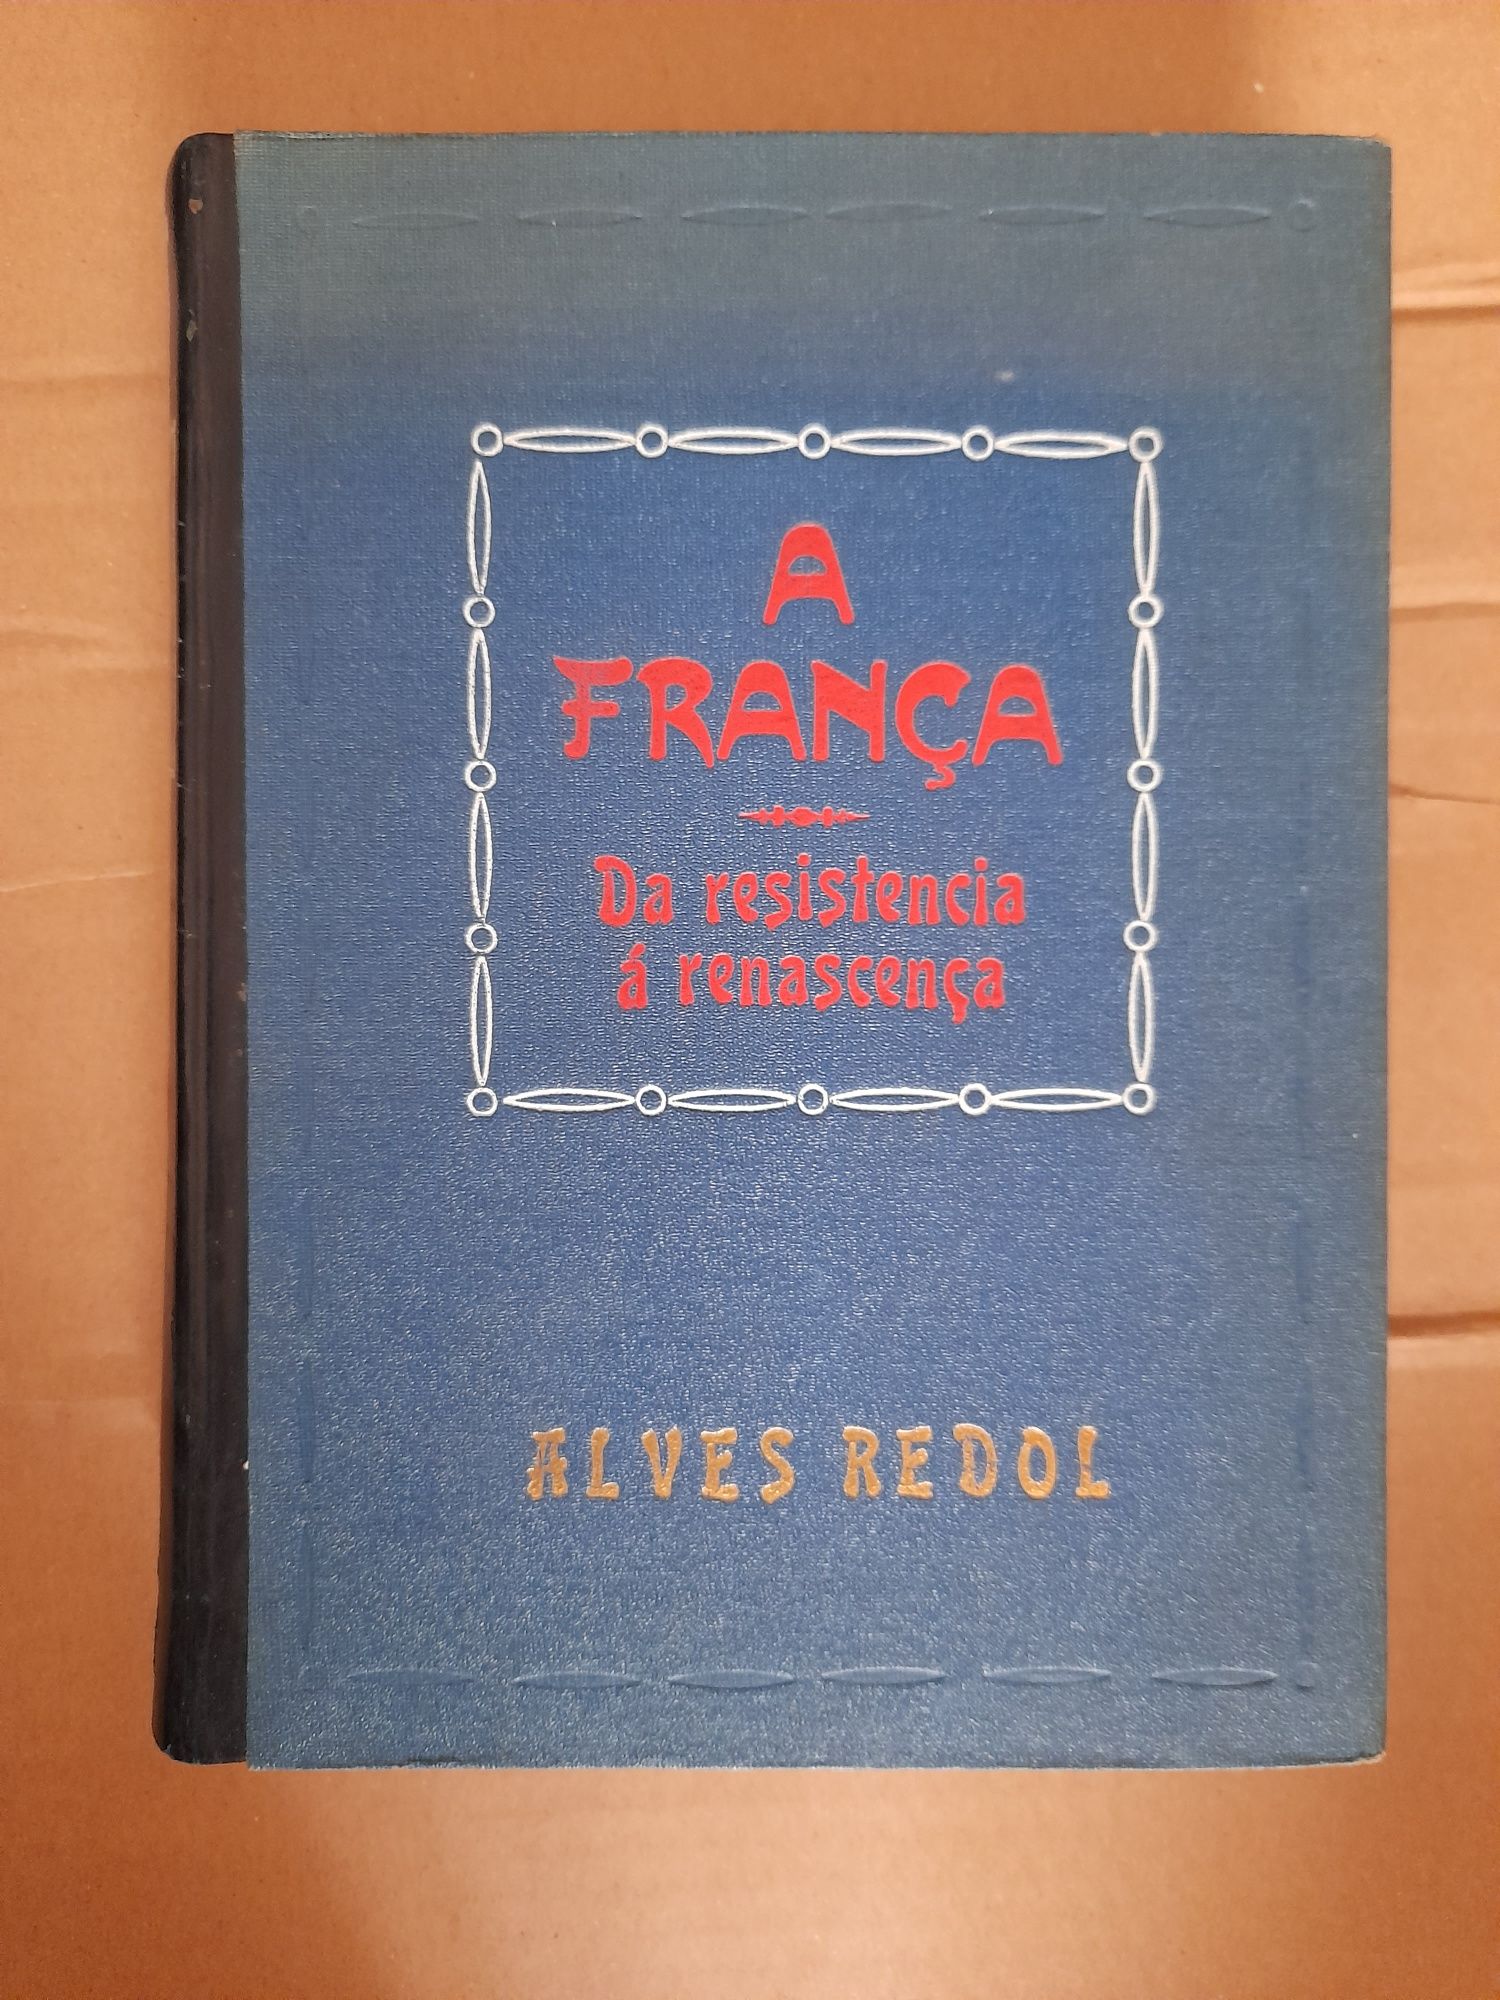 A
FRANÇA
Da resistencia
á renascença
ALVES REDOL